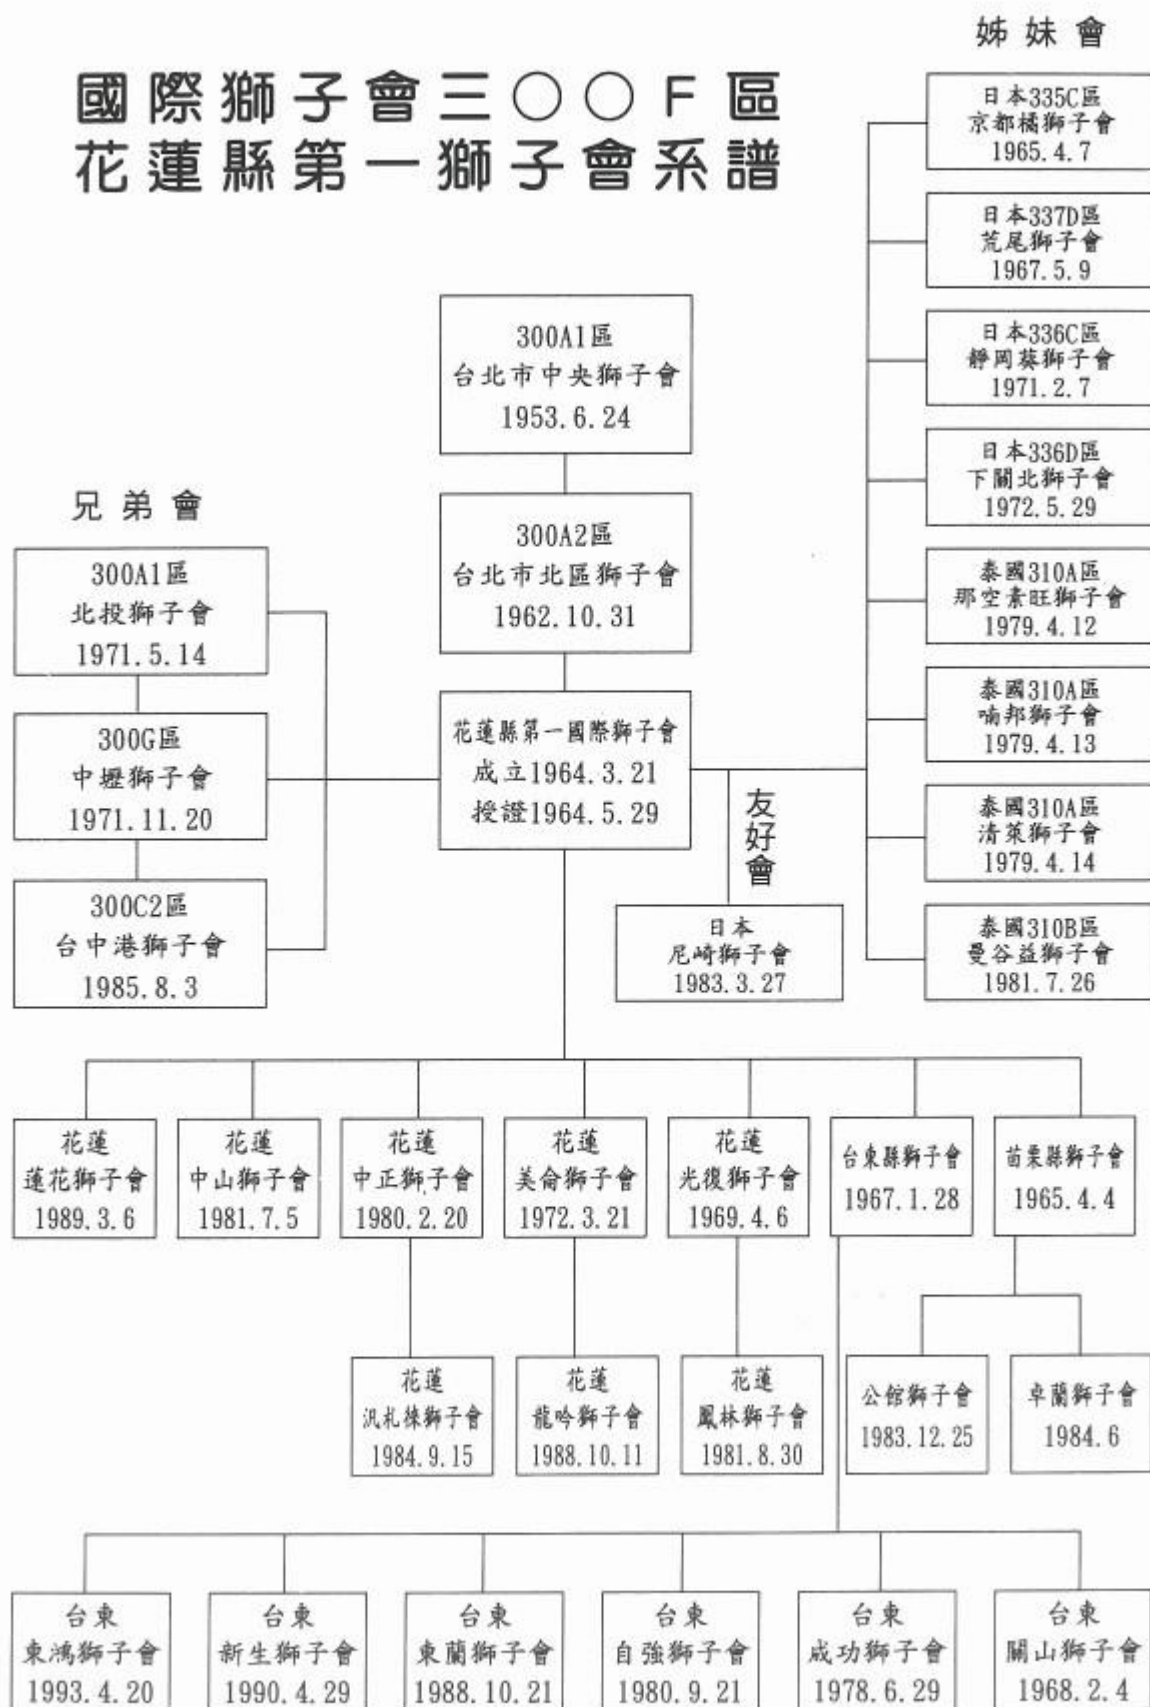 國際獅子會三〇〇F區
花蓮縣第一獅子會系譜
姊妹會
日本335C區
京都橘獅子會
1965.4.7
日本337D區
荒尾獅子會
1967.5.9
日本336C區
靜岡葵獅子會
1971.2.7
日本336D區
下關北獅子會
1972.5.29
泰國310A區
那空素旺獅子會
1979.4.12
泰國310A區
喃邦獅子會
1979.4.13
泰國310A區
清萊獅子會
1979.4.14
泰國310B區
曼谷益獅子會
1981.7.26
300A1區
台北市中央獅子會
1953.6.24
300A2區
台北市北區獅子會
1962.10.31
花蓮縣第一國際獅子會
成立1964.3.21
授證1964.5.29
兄弟會
300A1區
北投獅子會
1971.5.14
300G區
中壢獅子會
1971.11.20
300C2區
台中港獅子會
1985.8.3
友好會
日本
尼崎獅子會
1983.3.27
花蓮
蓮花獅子會
1989.3.6
花蓮
中山獅子會
1981.7.5
花蓮
中正獅子會
1980.2.20
花蓮
美侖獅子會
1972.3.21
花蓮
光復獅子會
1969.4.6
台東縣獅子會
1967.1.28
苗栗縣獅子會
1965.4.4
花蓮
汎札萊獅子會
1984.9.15
花蓮
龍吟獅子會
1988.10.11
花蓮
鳳林獅子會
1981.8.30
公館獅子會
1983.12.25
卓蘭獅子會
1984.6
台東
東鴻獅子會
1993.4.20
台東
新生獅子會
1990.4.29
台東
東蘭獅子會
1988.10.21
台東
自強獅子會
1980.9.21
台東
成功獅子會
1978.6.29
台東
關山獅子會
1968.2.4